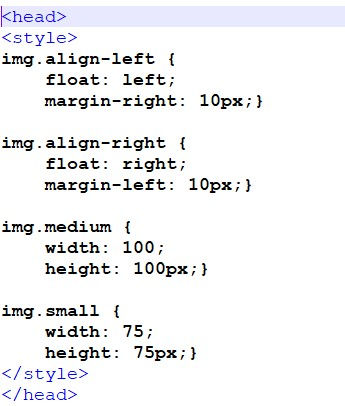 <head>
<style>
img.align-left {
    float: left;
    margin-right: 10px;}

img.align-right {
    float: right;
    margin-left: 10px;}

img.medium {
    width: 100;
    height: 100px;}

img.small {
    width: 75;
    height: 75px;}
</style>
</head>